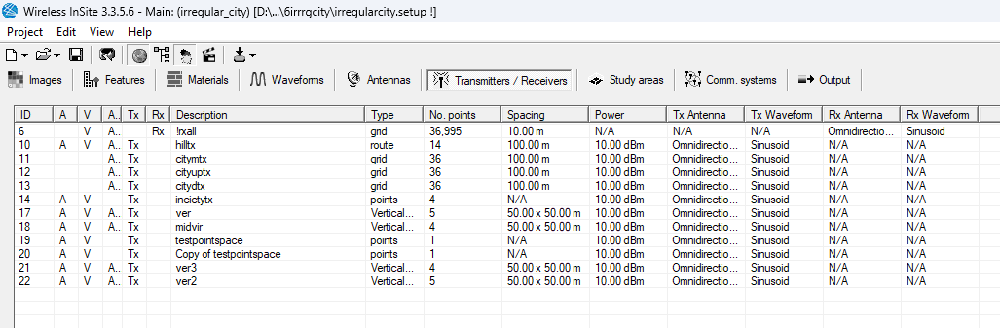 Wireless InSite 3.3.5.6 - Main: (irregular_city) [D:\...\6irrrgcity\irregularcity.setup !]
Project Edit View Help
Images Features Materials Waveforms Antennas Transmitters / Receivers Study areas Comm. systems Output
ID A V A.. Tx Rx Description Type No. points Spacing Power Tx Antenna Tx Waveform Rx Antenna Rx Waveform
6 V A.. Rx !rxall grid 36,995 10.00 m N/A N/A N/A Omnidirectio... Sinusoid
10 A V A.. Tx hilltx route 14 100.00 m 10.00 dBm Omnidirectio... Sinusoid N/A N/A
11 A.. Tx citymtx grid 36 100.00 m 10.00 dBm Omnidirectio... Sinusoid N/A N/A
12 A.. Tx cityuptx grid 36 100.00 m 10.00 dBm Omnidirectio... Sinusoid N/A N/A
13 A.. Tx citydtx grid 36 100.00 m 10.00 dBm Omnidirectio... Sinusoid N/A N/A
14 A V Tx incictytx points 4 N/A 10.00 dBm Omnidirectio... Sinusoid N/A N/A
17 A V A.. Tx ver Vertical... 5 50.00 x 50.00 m 10.00 dBm Omnidirectio... Sinusoid N/A N/A
18 A V A.. Tx midvir Vertical... 4 50.00 x 50.00 m 10.00 dBm Omnidirectio... Sinusoid N/A N/A
19 A V Tx testpointspace points 1 N/A 10.00 dBm Omnidirectio... Sinusoid N/A N/A
20 A V Tx Copy of testpointspace points 1 N/A 10.00 dBm Omnidirectio... Sinusoid N/A N/A
21 A V A.. Tx ver3 Vertical... 4 50.00 x 50.00 m 10.00 dBm Omnidirectio... Sinusoid N/A N/A
22 A V A.. Tx ver2 Vertical... 5 50.00 x 50.00 m 10.00 dBm Omnidirectio... Sinusoid N/A N/A